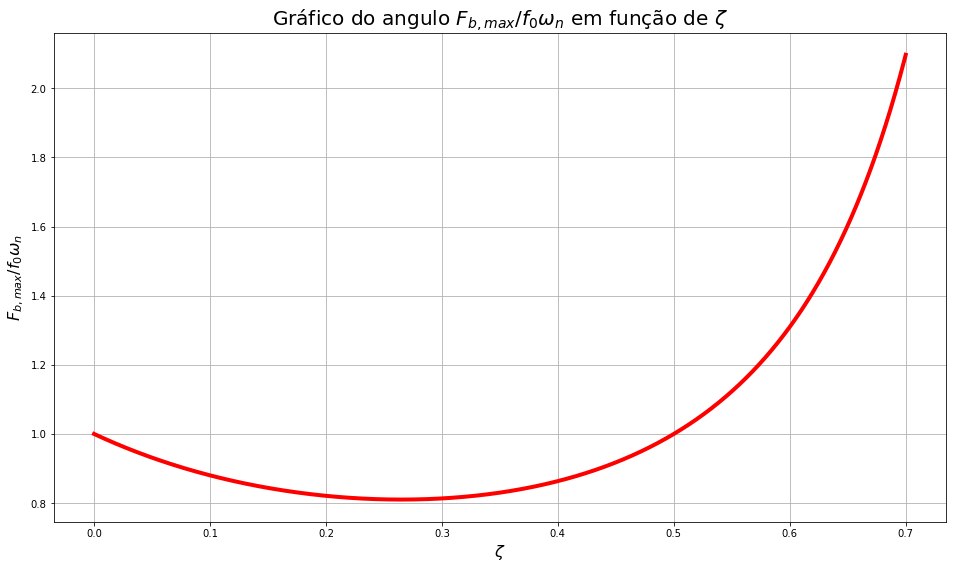 Gráfico do angulo $F_{b,max}/f_0\omega_n$ em função de $\zeta$
$F_{b,max}/f_0\omega_n$
2.0
1.8
1.6
1.4
1.2
1.0
0.8
0.0 0.1 0.2 0.3 0.4 0.5 0.6 0.7
$\zeta$